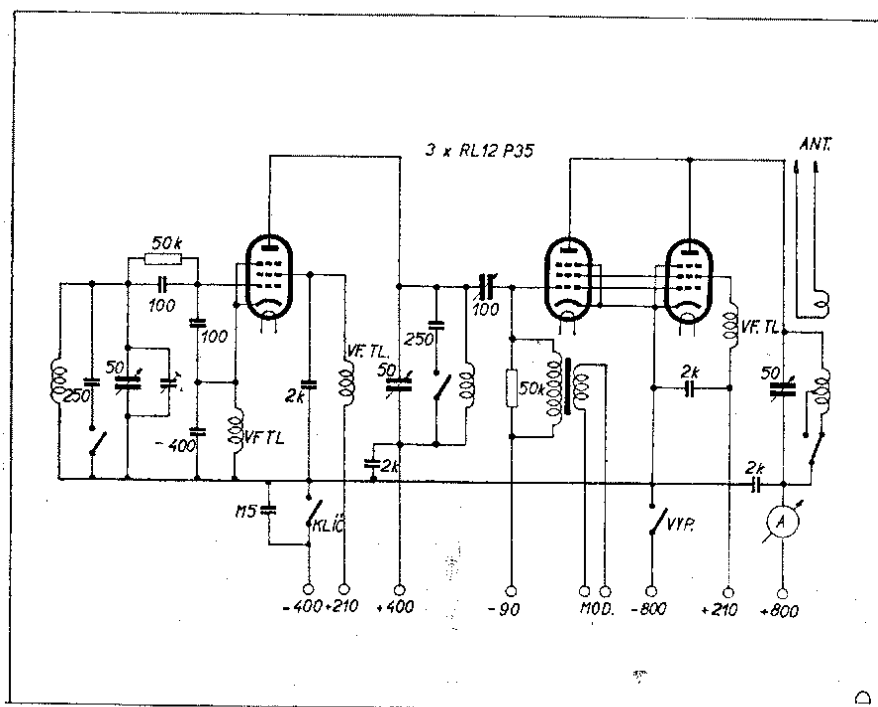 3 x RL12 P35
ANT.
50k
100
100
250
50
-400
VF TL
2k
VF. TL.
50
250
100
50k
2k
VF. TL.
2k
50
2k
M5
KLÍČ
VYP.
A
-400
+210
+400
-90
MOD.
-800
+210
+800
D